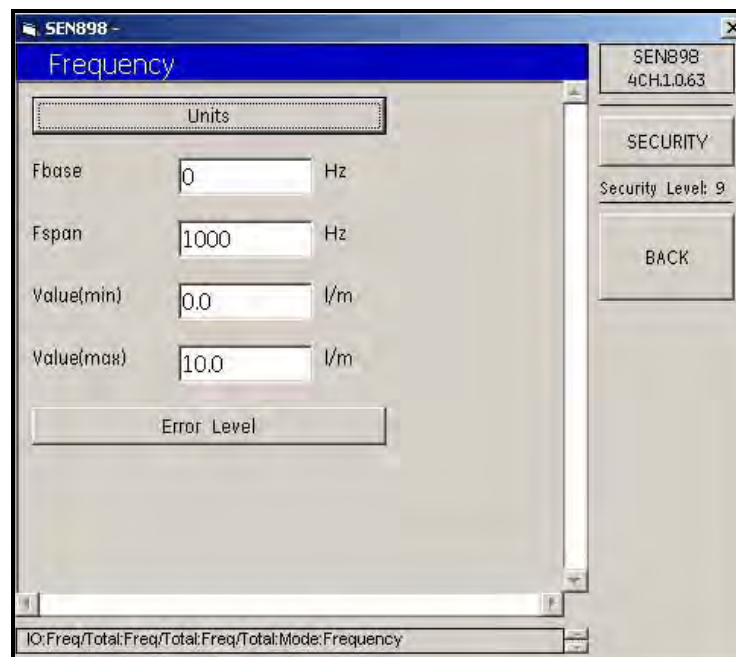 SEN898 -
Frequency
SEN898
4CH.1.0.63
Units
SECURITY
Security Level: 9
BACK
Fbase 0 Hz
Fspan 1000 Hz
Value(min) 0.0 l/m
Value(max) 10.0 l/m
Error Level
IO:Freq/Total:Freq/Total:Freq/Total:Mode:Frequency